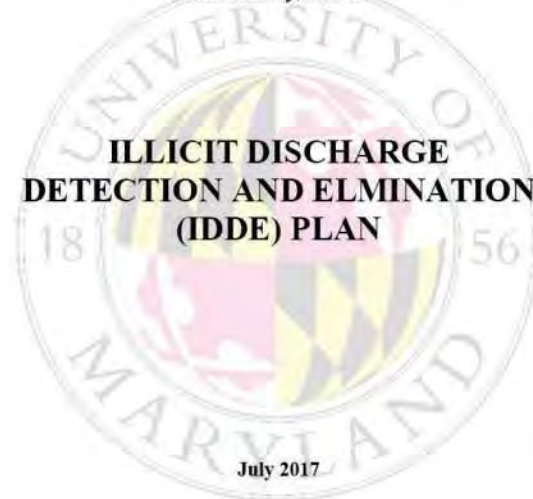 UNIVERSITY OF
ILLICIT DISCHARGE
DETECTION AND ELMINATION
(IDDE) PLAN
18 56
MARYLAND
July 2017